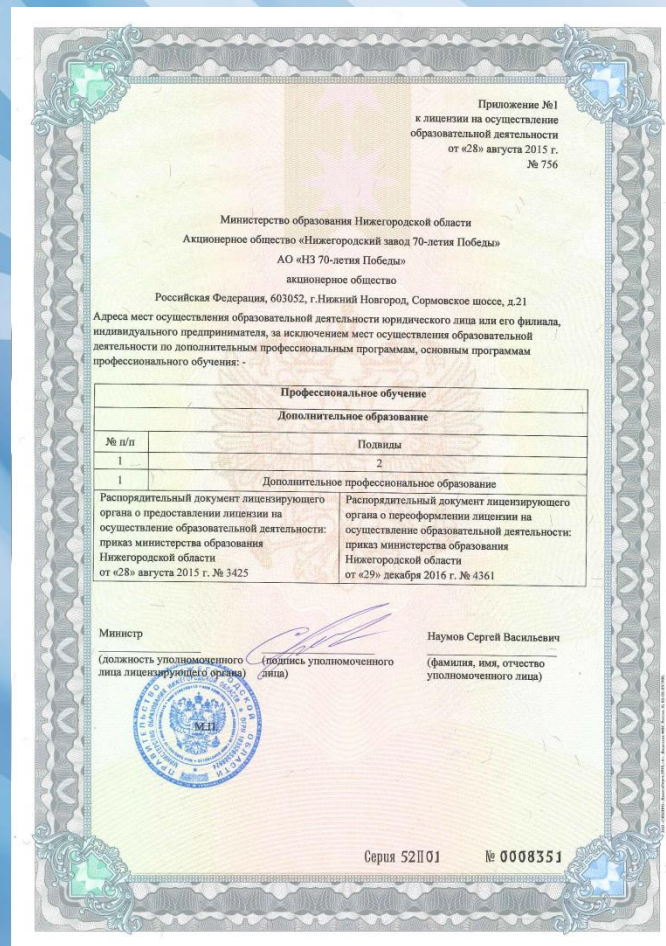 Приложение №1
к лицензии на осуществление
образовательной деятельности
от «28» августа 2015 г.
№ 756
Министерство образования Нижегородской области
Акционерное общество «Нижегородский завод 70-летия Победы»
АО «НЗ 70-летия Победы»
акционерное общество
Российская Федерация, 603052, г.Нижний Новгород, Сормовское шоссе, д.21
Адреса мест осуществления образовательной деятельности юридического лица или его филиала,
индивидуального предпринимателя, за исключением мест осуществления образовательной
деятельности по дополнительным профессиональным программам, основным программам
профессионального обучения: -
Профессиональное обучение
Дополнительное образование
№ п/п Подвиды
1 2
1 Дополнительное профессиональное образование
Распорядительный документ лицензирующего
органа о предоставлении лицензии на
осуществление образовательной деятельности:
приказ министерства образования
Нижегородской области
от «28» августа 2015 г. № 3425
Распорядительный документ лицензирующего
органа о переоформлении лицензии на
осуществление образовательной деятельности:
приказ министерства образования
Нижегородской области
от «29» декабря 2016 г. № 4361
Министр
Наумов Сергей Васильевич
(должность уполномоченного
лица лицензирующего органа)
(подпись уполномоченного
лица)
(фамилия, имя, отчество
уполномоченного лица)
ПРАВИТЕЛЬСТВО НИЖЕГОРОДСКОЙ ОБЛАСТИ
М.П.
Серия 52П01 № 0008351